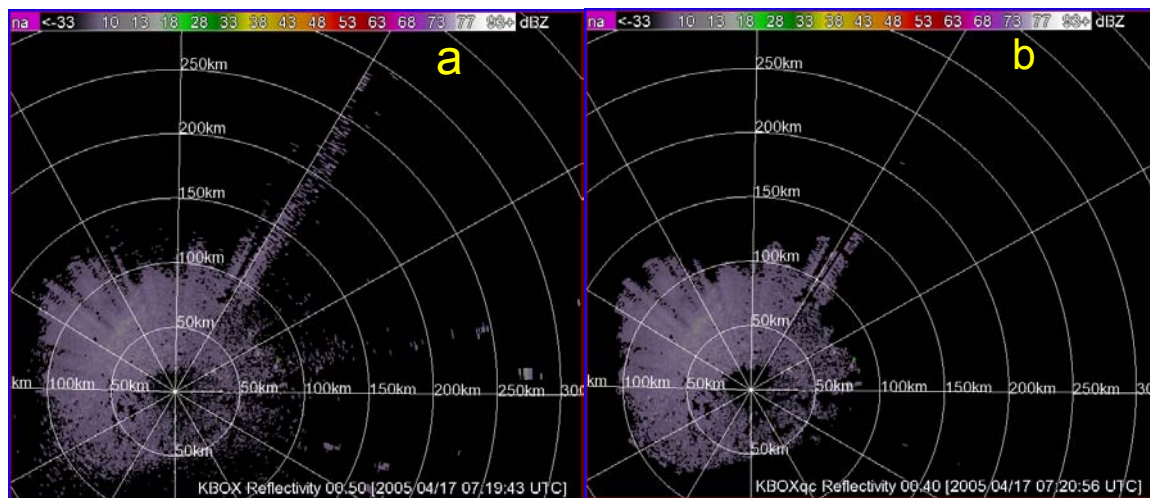 na <-33 10 13 18 28 33 38 43 48 53 63 68 73 77 93+ dBZ
a
250km
200km
150km
100km
50km
km 100km 50km 50km 100km 150km 200km 250km 300
50km
KBOX Reflectivity 00.50 [2005/04/17 07:19:43 UTC]
na <-33 10 13 18 28 33 38 43 48 53 63 68 73 77 93+ dBZ
b
250km
200km
150km
100km
50km
km 100km 50km 50km 100km 150km 200km 250km 30
50km
KBOXqc Reflectivity 00.40 [2005/04/17 07:20:56 UTC]